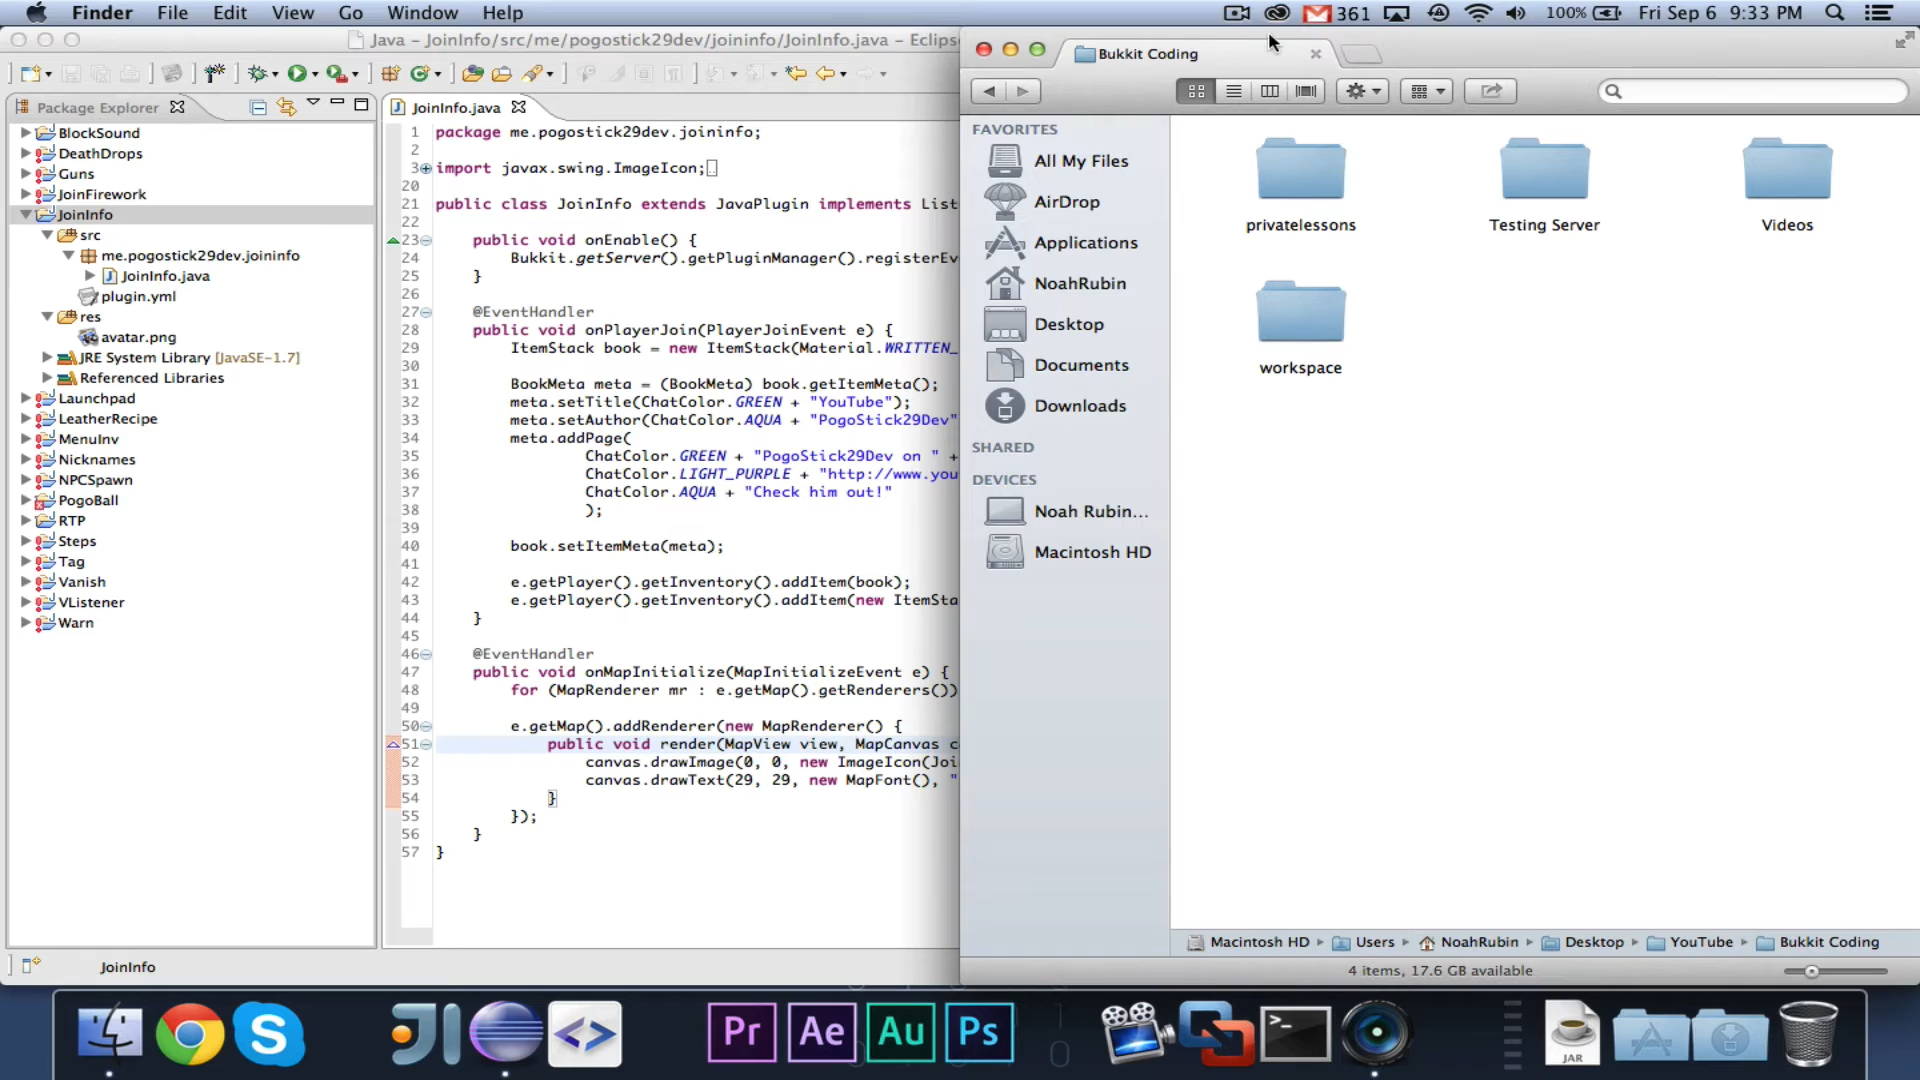 Finder File Edit View Go Window Help 361 100% Fri Sep 6 9:33 PM
Java – JoinInfo/src/me/pogostick29dev/joininfo/JoinInfo.java – Eclips
Package Explorer
BlockSound
DeathDrops
Guns
JoinFirework
JoinInfo
src
me.pogostick29dev.joininfo
JoinInfo.java
plugin.yml
res
avatar.png
JRE System Library [JavaSE-1.7]
Referenced Libraries
Launchpad
LeatherRecipe
MenuInv
Nicknames
NPCSpawn
PogoBall
RTP
Steps
Tag
Vanish
VListener
Warn
JoinInfo
JoinInfo.java
1 package me.pogostick29dev.joininfo;
2
3 import javax.swing.ImageIcon;
20
21 public class JoinInfo extends JavaPlugin implements List
22
23 public void onEnable() {
24 Bukkit.getServer().getPluginManager().registerEv
25 }
26
27 @EventHandler
28 public void onPlayerJoin(PlayerJoinEvent e) {
29 ItemStack book = new ItemStack(Material.WRITTEN_
30
31 BookMeta meta = (BookMeta) book.getItemMeta();
32 meta.setTitle(ChatColor.GREEN + "YouTube");
33 meta.setAuthor(ChatColor.AQUA + "PogoStick29Dev"
34 meta.addPage(
35 ChatColor.GREEN + "PogoStick29Dev on " +
36 ChatColor.LIGHT_PURPLE + "http://www.you
37 ChatColor.AQUA + "Check him out!"
38 );
39
40 book.setItemMeta(meta);
41
42 e.getPlayer().getInventory().addItem(book);
43 e.getPlayer().getInventory().addItem(new ItemSta
44 }
45
46 @EventHandler
47 public void onMapInitialize(MapInitializeEvent e) {
48 for (MapRenderer mr : e.getMap().getRenderers())
49
50 e.getMap().addRenderer(new MapRenderer() {
51 public void render(MapView view, MapCanvas c
52 canvas.drawImage(0, 0, new ImageIcon(Joi
53 canvas.drawText(29, 29, new MapFont(), "
54 }
55 });
56 }
57 }
Bukkit Coding
FAVORITES
All My Files
AirDrop
Applications
NoahRubin
Desktop
Documents
Downloads
SHARED
DEVICES
Noah Rubin...
Macintosh HD
privatelessons
Testing Server
Videos
workspace
Macintosh HD Users NoahRubin Desktop YouTube Bukkit Coding
4 items, 17.6 GB available
Pr Ae Au Ps
JAR